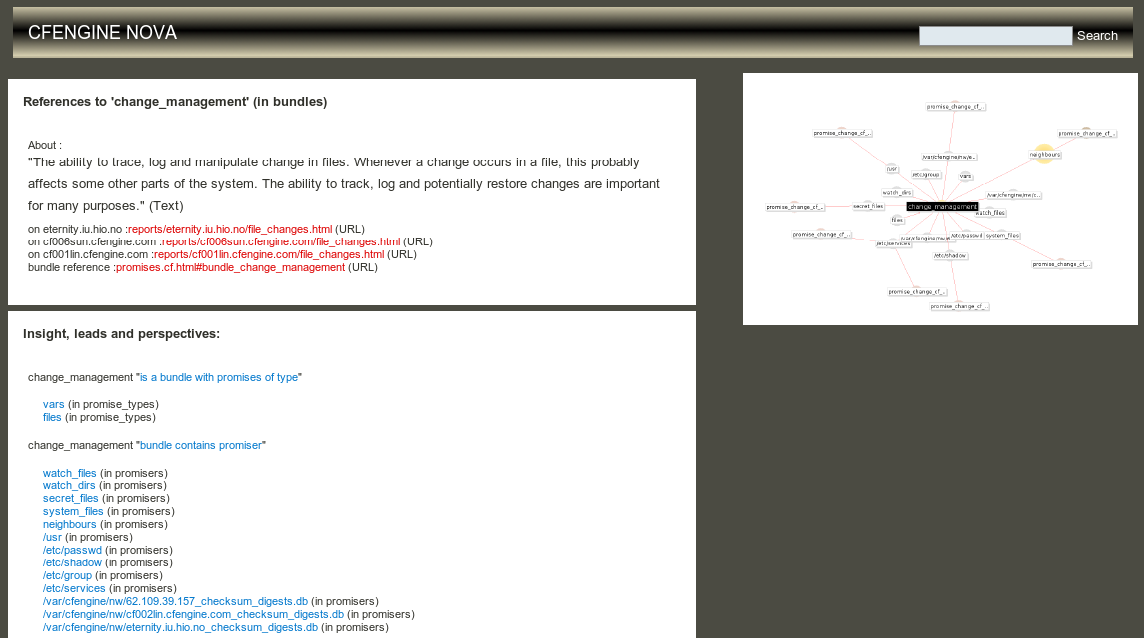 CFENGINE NOVA
Search
References to 'change_management' (in bundles)
About :
"The ability to trace, log and manipulate change in files. Whenever a change occurs in a file, this probably
affects some other parts of the system. The ability to track, log and potentially restore changes are important
for many purposes." (Text)
on eternity.iu.hio.no :reports/eternity.iu.hio.no/file_changes.html (URL)
on cf006sun.cfengine.com :reports/cf006sun.cfengine.com/file_changes.html (URL)
on cf001lin.cfengine.com :reports/cf001lin.cfengine.com/file_changes.html (URL)
bundle reference :promises.cf.html#bundle_change_management (URL)
Insight, leads and perspectives:
change_management "is a bundle with promises of type"
vars (in promise_types)
files (in promise_types)
change_management "bundle contains promiser"
watch_files (in promisers)
watch_dirs (in promisers)
secret_files (in promisers)
system_files (in promisers)
neighbours (in promisers)
/usr (in promisers)
/etc/passwd (in promisers)
/etc/shadow (in promisers)
/etc/group (in promisers)
/etc/services (in promisers)
/var/cfengine/nw/62.109.39.157_checksum_digests.db (in promisers)
/var/cfengine/nw/cf002lin.cfengine.com_checksum_digests.db (in promisers)
/var/cfengine/nw/eternity.iu.hio.no_checksum_digests.db (in promisers)
promise_change_cf_..
promise_change_cf_..
promise_change_cf_..
neighbours
/var/cfengine/nw/e..
/usr
/etc/group
vars
watch_dirs
/var/cfengine/nw/c..
promise_change_cf_..
secret_files
change_management
watch_files
files
promise_change_cf_..
/etc/services
/var/cfengine/nw/6..
/etc/passwd
system_files
/etc/shadow
promise_change_cf_..
promise_change_cf_..
promise_change_cf_..